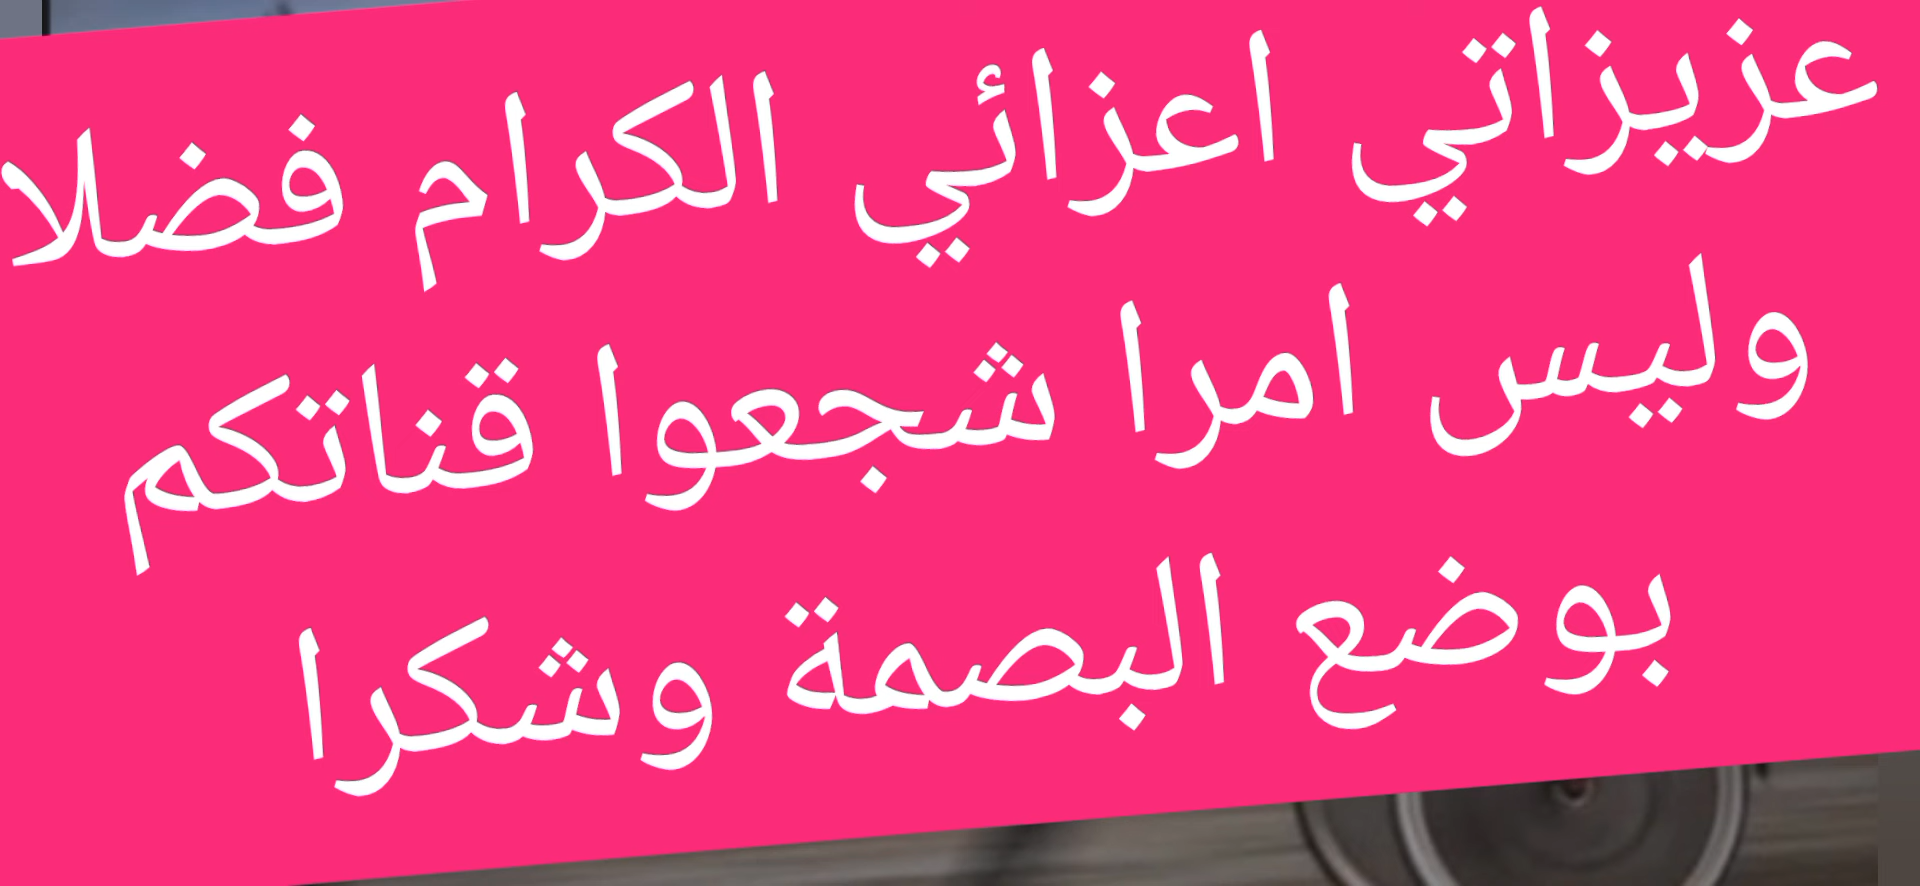 عزيزاتي اعزائي الكرام فضلا
وليس امرا شجعوا قناتكم
بوضع البصمة وشكرا